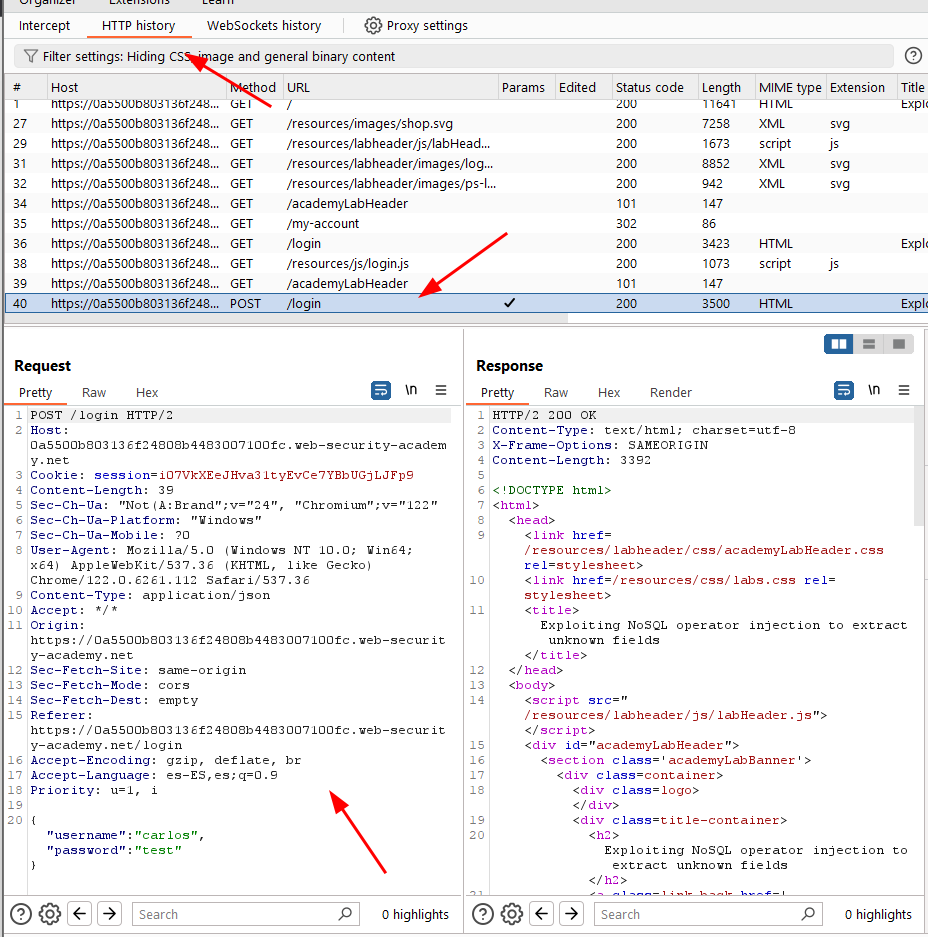 Organizer Extensions Learn
Intercept HTTP history WebSockets history Proxy settings
Filter settings: Hiding CSS, image and general binary content
# Host Method URL Params Edited Status code Length MIME type Extension Title
1 https://0a5500b803136f248... GET / 200 11641 HTML Explo
27 https://0a5500b803136f248... GET /resources/images/shop.svg 200 7258 XML svg
29 https://0a5500b803136f248... GET /resources/labheader/js/labHead... 200 1673 script js
31 https://0a5500b803136f248... GET /resources/labheader/images/log... 200 8852 XML svg
32 https://0a5500b803136f248... GET /resources/labheader/images/ps-l... 200 942 XML svg
34 https://0a5500b803136f248... GET /academyLabHeader 101 147
35 https://0a5500b803136f248... GET /my-account 302 86
36 https://0a5500b803136f248... GET /login 200 3423 HTML Explo
38 https://0a5500b803136f248... GET /resources/js/login.js 200 1073 script js
39 https://0a5500b803136f248... GET /academyLabHeader 101 147
40 https://0a5500b803136f248... POST /login ✓ 200 3500 HTML Explo
Request
Pretty Raw Hex \n
1 POST /login HTTP/2
2 Host:
0a5500b803136f24808b4483007100fc.web-security-academ
y.net
3 Cookie: session=i07VkXEeJHva31tyEvCe7YBbUGjLJFp9
4 Content-Length: 39
5 Sec-Ch-Ua: "Not(A:Brand";v="24", "Chromium";v="122"
6 Sec-Ch-Ua-Platform: "Windows"
7 Sec-Ch-Ua-Mobile: ?0
8 User-Agent: Mozilla/5.0 (Windows NT 10.0; Win64;
x64) AppleWebKit/537.36 (KHTML, like Gecko)
Chrome/122.0.6261.112 Safari/537.36
9 Content-Type: application/json
10 Accept: */*
11 Origin:
https://0a5500b803136f24808b4483007100fc.web-securit
y-academy.net
12 Sec-Fetch-Site: same-origin
13 Sec-Fetch-Mode: cors
14 Sec-Fetch-Dest: empty
15 Referer:
https://0a5500b803136f24808b4483007100fc.web-securit
y-academy.net/login
16 Accept-Encoding: gzip, deflate, br
17 Accept-Language: es-ES,es;q=0.9
18 Priority: u=1, i
19
20 {
"username":"carlos",
"password":"test"
}
Search 0 highlights
Response
Pretty Raw Hex Render \n
1 HTTP/2 200 OK
2 Content-Type: text/html; charset=utf-8
3 X-Frame-Options: SAMEORIGIN
4 Content-Length: 3392
5
6 <!DOCTYPE html>
7 <html>
8 <head>
9 <link href=
/resources/labheader/css/academyLabHeader.css
rel=stylesheet>
10 <link href=/resources/css/labs.css rel=
stylesheet>
11 <title>
Exploiting NoSQL operator injection to extract
unknown fields
</title>
12 </head>
13 <body>
14 <script src="
/resources/labheader/js/labHeader.js">
</script>
15 <div id="academyLabHeader">
16 <section class='academyLabBanner'>
17 <div class=container>
18 <div class=logo>
</div>
19 <div class=title-container>
20 <h2>
Exploiting NoSQL operator injection to
extract unknown fields
</h2>
21 <a class=link-back href='
Search 0 highlights